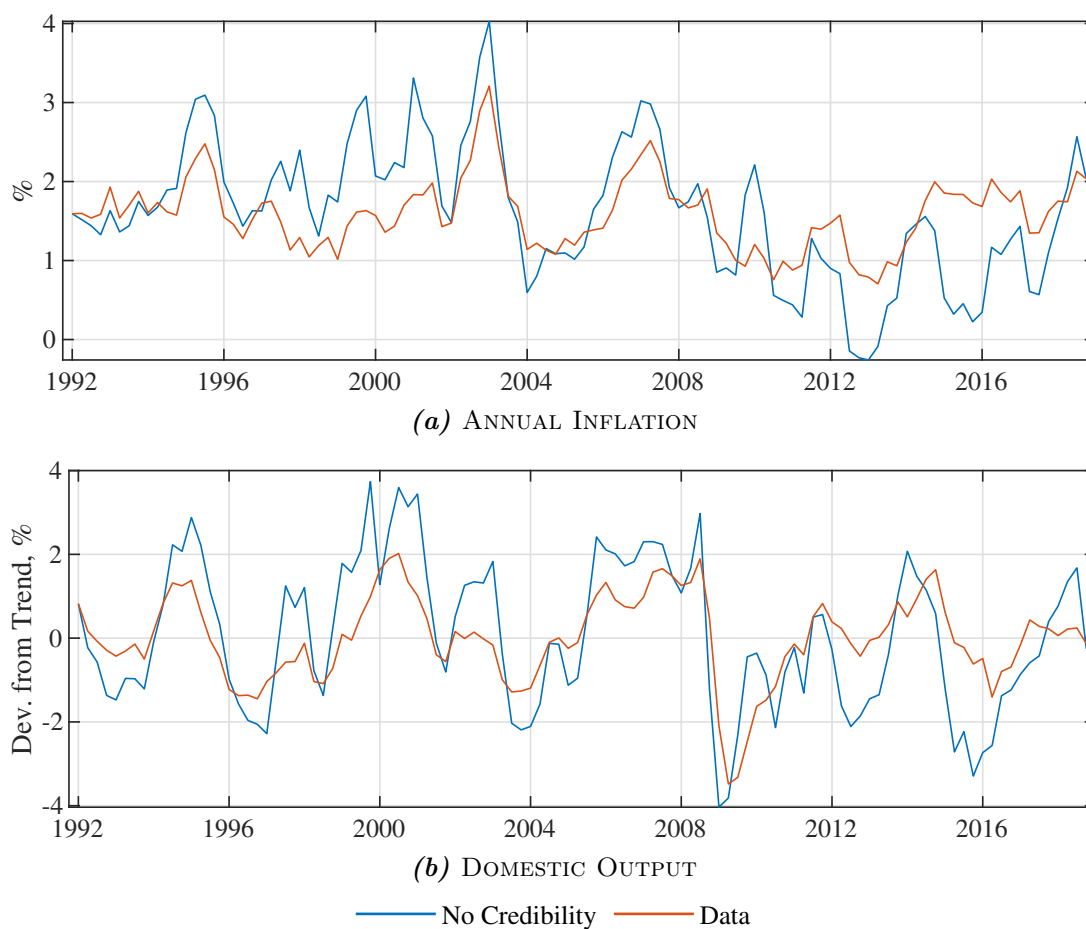 4
3
2
1
0
%
1992 1996 2000 2004 2008 2012 2016
(a) Annual Inflation
4
2
0
-2
-4
Dev. from Trend, %
1992 1996 2000 2004 2008 2012 2016
(b) Domestic Output
No Credibility Data